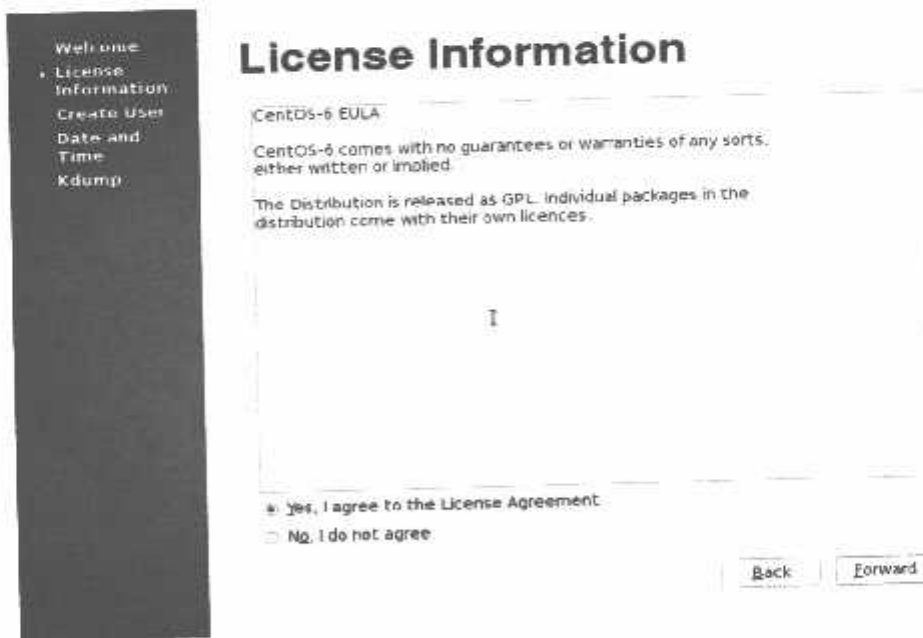 Welcome
License
Information
Create User
Date and
Time
Kdump
License Information
CentOS-6 EULA
CentOS-6 comes with no guarantees or warranties of any sorts,
either written or implied.
The Distribution is released as GPL. Individual packages in the
distribution come with their own licences.
Yes, I agree to the License Agreement
No, I do not agree
Back
Forward